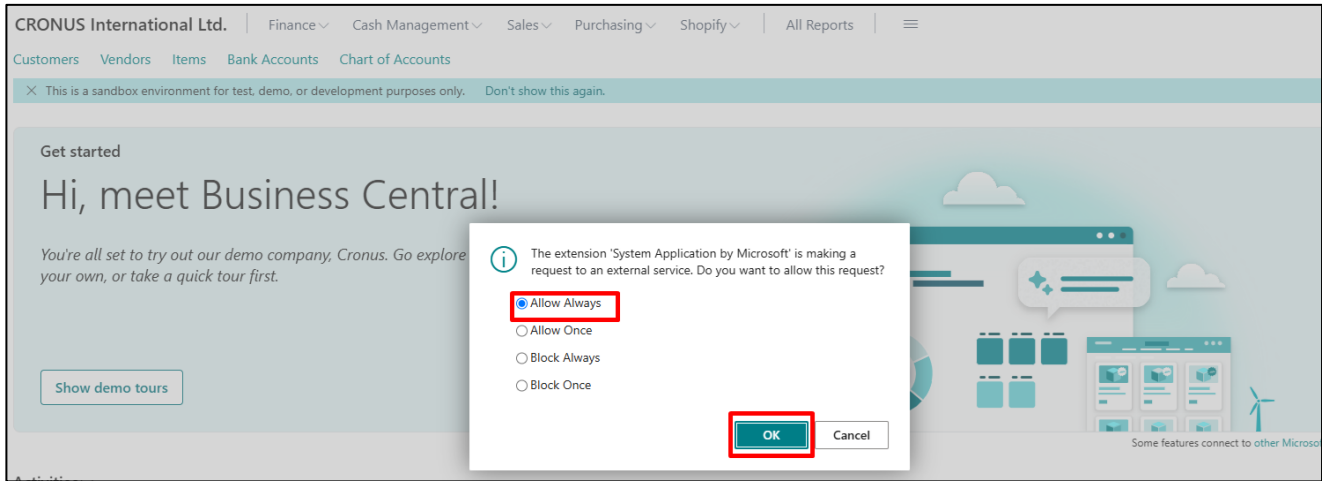 CRONUS International Ltd. Finance Cash Management Sales Purchasing Shopify All Reports
Customers Vendors Items Bank Accounts Chart of Accounts
This is a sandbox environment for test, demo, or development purposes only. Don't show this again.
Get started
Hi, meet Business Central!
You're all set to try out our demo company, Cronus. Go explore
your own, or take a quick tour first.
Show demo tours
The extension 'System Application by Microsoft' is making a
request to an external service. Do you want to allow this request?
Allow Always
Allow Once
Block Always
Block Once
OK Cancel
Some features connect to other Microso